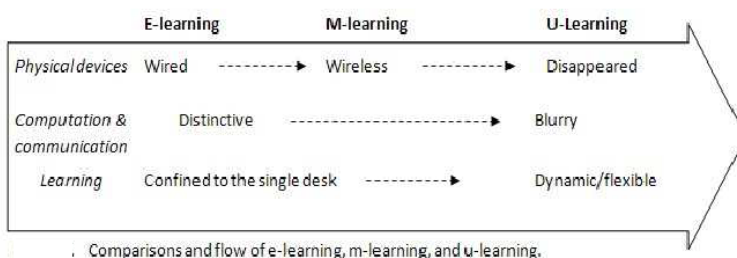 E-learning M-learning U-Learning
Physical devices Wired Wireless Disappeared
Computation & Distinctive Blurry
communication
Learning Confined to the single desk Dynamic/flexible
. Comparisons and flow of e-learning, m-learning, and u-learning.